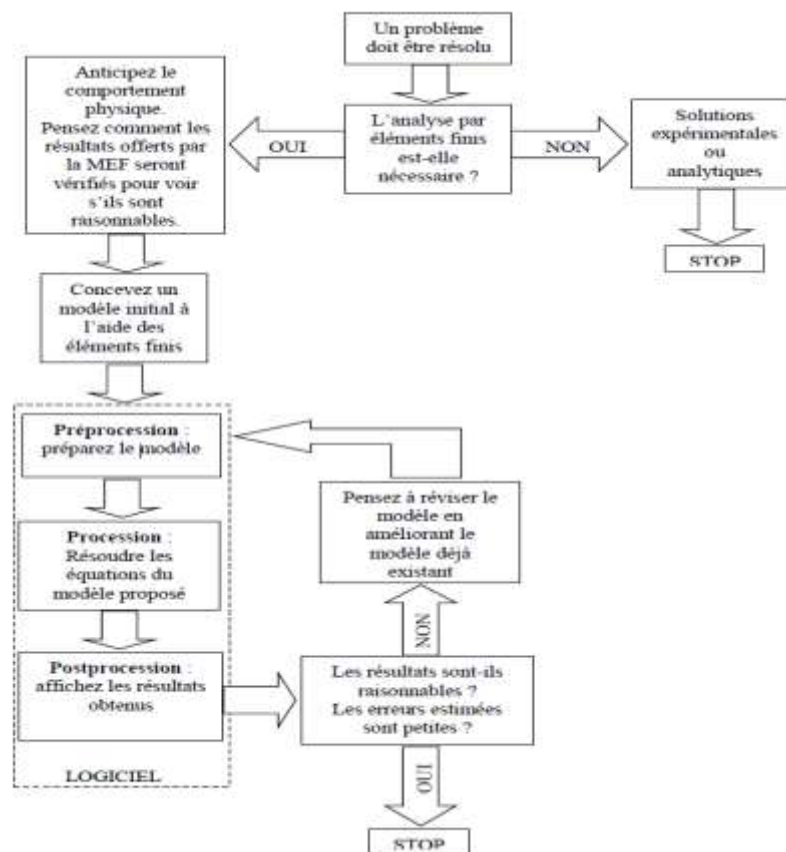 Un problème
doit être résolu
Anticipez le
comportement
physique.
Pensez comment les
résultats offerts par
la MEF seront
vérifiés pour voir
s'ils sont
raisonnables.
OUI
L'analyse par
éléments finis
est-elle
nécessaire ?
NON
Solutions
expérimentales
ou
analytiques
STOP
Concevez un
modèle initial à
l'aide des
éléments finis
Préprocession :
préparez le modèle
Procession :
Résoudre les
équations du
modèle proposé
Postprocession :
affichez les résultats
obtenus
LOGICIEL
Pensez à réviser le
modèle en
améliorant le
modèle déjà
existant
NON
Les résultats sont-ils
raisonnables ?
Les erreurs estimées
sont petites ?
OUI
STOP